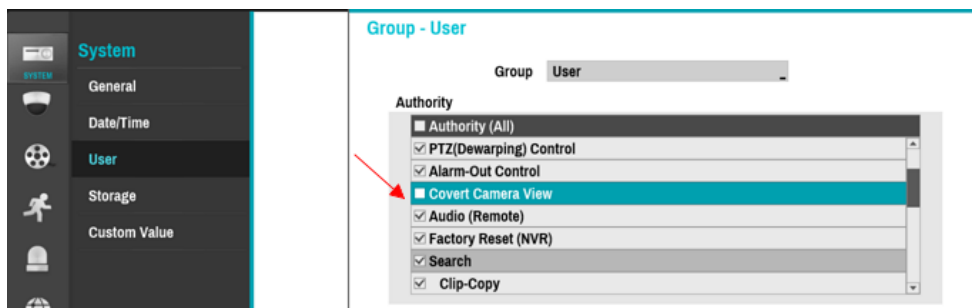 Group - User
System
SYSTEM
Group User
General
Authority
Date/Time
Authority (All)
PTZ(Dewarping) Control
User
Alarm-Out Control
Covert Camera View
Storage
Audio (Remote)
Custom Value
Factory Reset (NVR)
Search
Clip-Copy